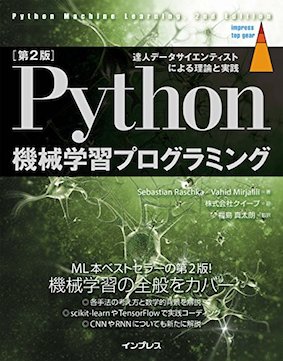 Python Machine Learning, 2nd Edition
impress
top gear
[第2版]
達人データサイエンティスト
による理論と実践
Python
機械学習プログラミング
Sebastian Raschka・Vahid Mirjalili 著
株式会社クイープ 訳
福島 真太朗 監訳
ML本ベストセラーの第2版!
機械学習の全般をカバー
◎各手法の考え方と数学的背景を解説
◎scikit-learnやTensorFlowで実践コーディング
◎CNNやRNNについても新たに解説
インプレス